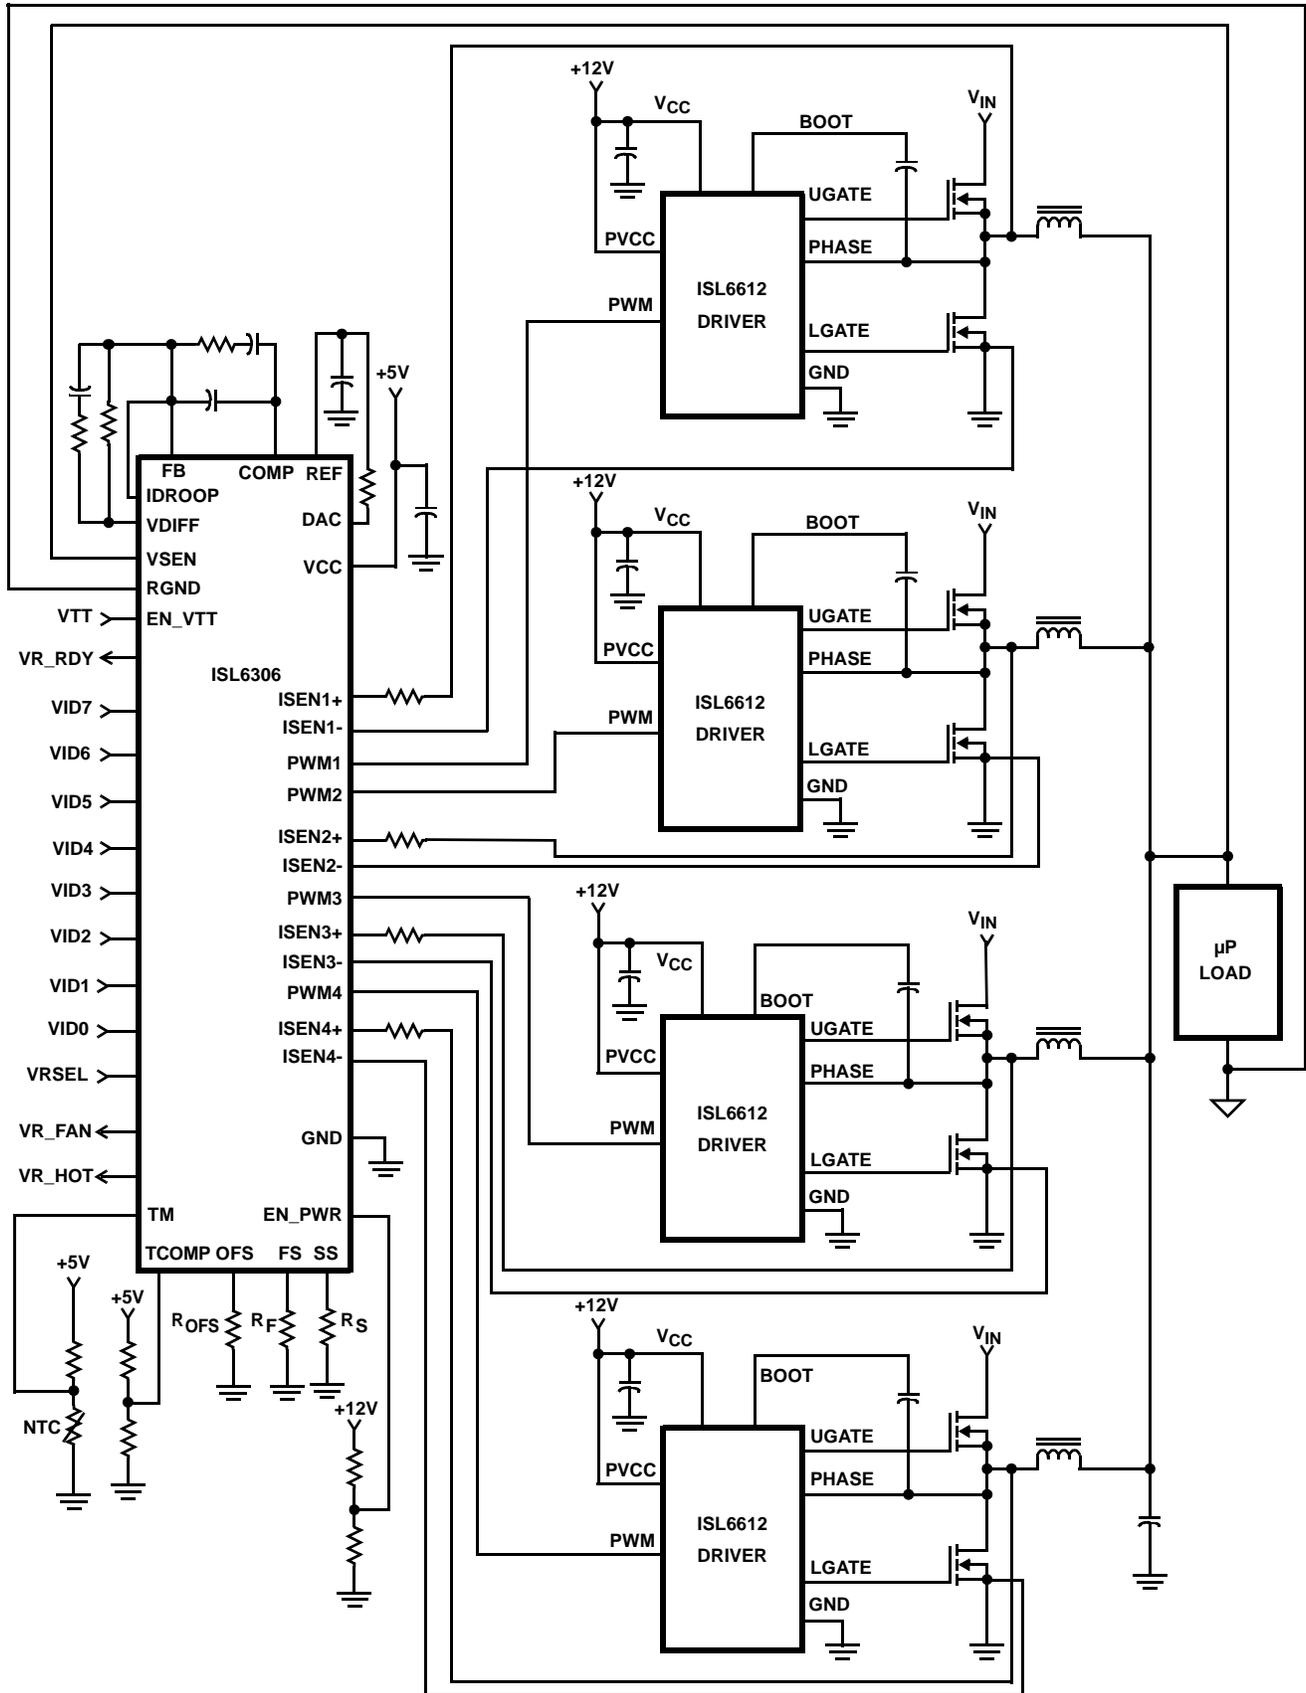 +12V
VCC
VIN
BOOT
UGATE
PVCC
PHASE
ISL6612
DRIVER
PWM
LGATE
GND
+5V
FB
COMP
REF
IDROOP
DAC
VDIFF
VSEN
VCC
RGND
VTT
EN_VTT
VR_RDY
ISL6306
VID7
VID6
VID5
VID4
VID3
VID2
VID1
VID0
VRSEL
VR_FAN
VR_HOT
ISEN1+
ISEN1-
PWM1
PWM2
ISEN2+
ISEN2-
PWM3
ISEN3+
ISEN3-
PWM4
ISEN4+
ISEN4-
GND
TM
EN_PWR
TCOMP OFS FS SS
+5V
+5V
ROFS
RF
RS
NTC
+12V
+12V
VCC
VIN
BOOT
UGATE
PVCC
PHASE
ISL6612
DRIVER
PWM
LGATE
GND
+12V
VCC
VIN
BOOT
UGATE
PVCC
PHASE
ISL6612
DRIVER
PWM
LGATE
GND
µP
LOAD
+12V
VCC
VIN
BOOT
UGATE
PVCC
PHASE
ISL6612
DRIVER
PWM
LGATE
GND